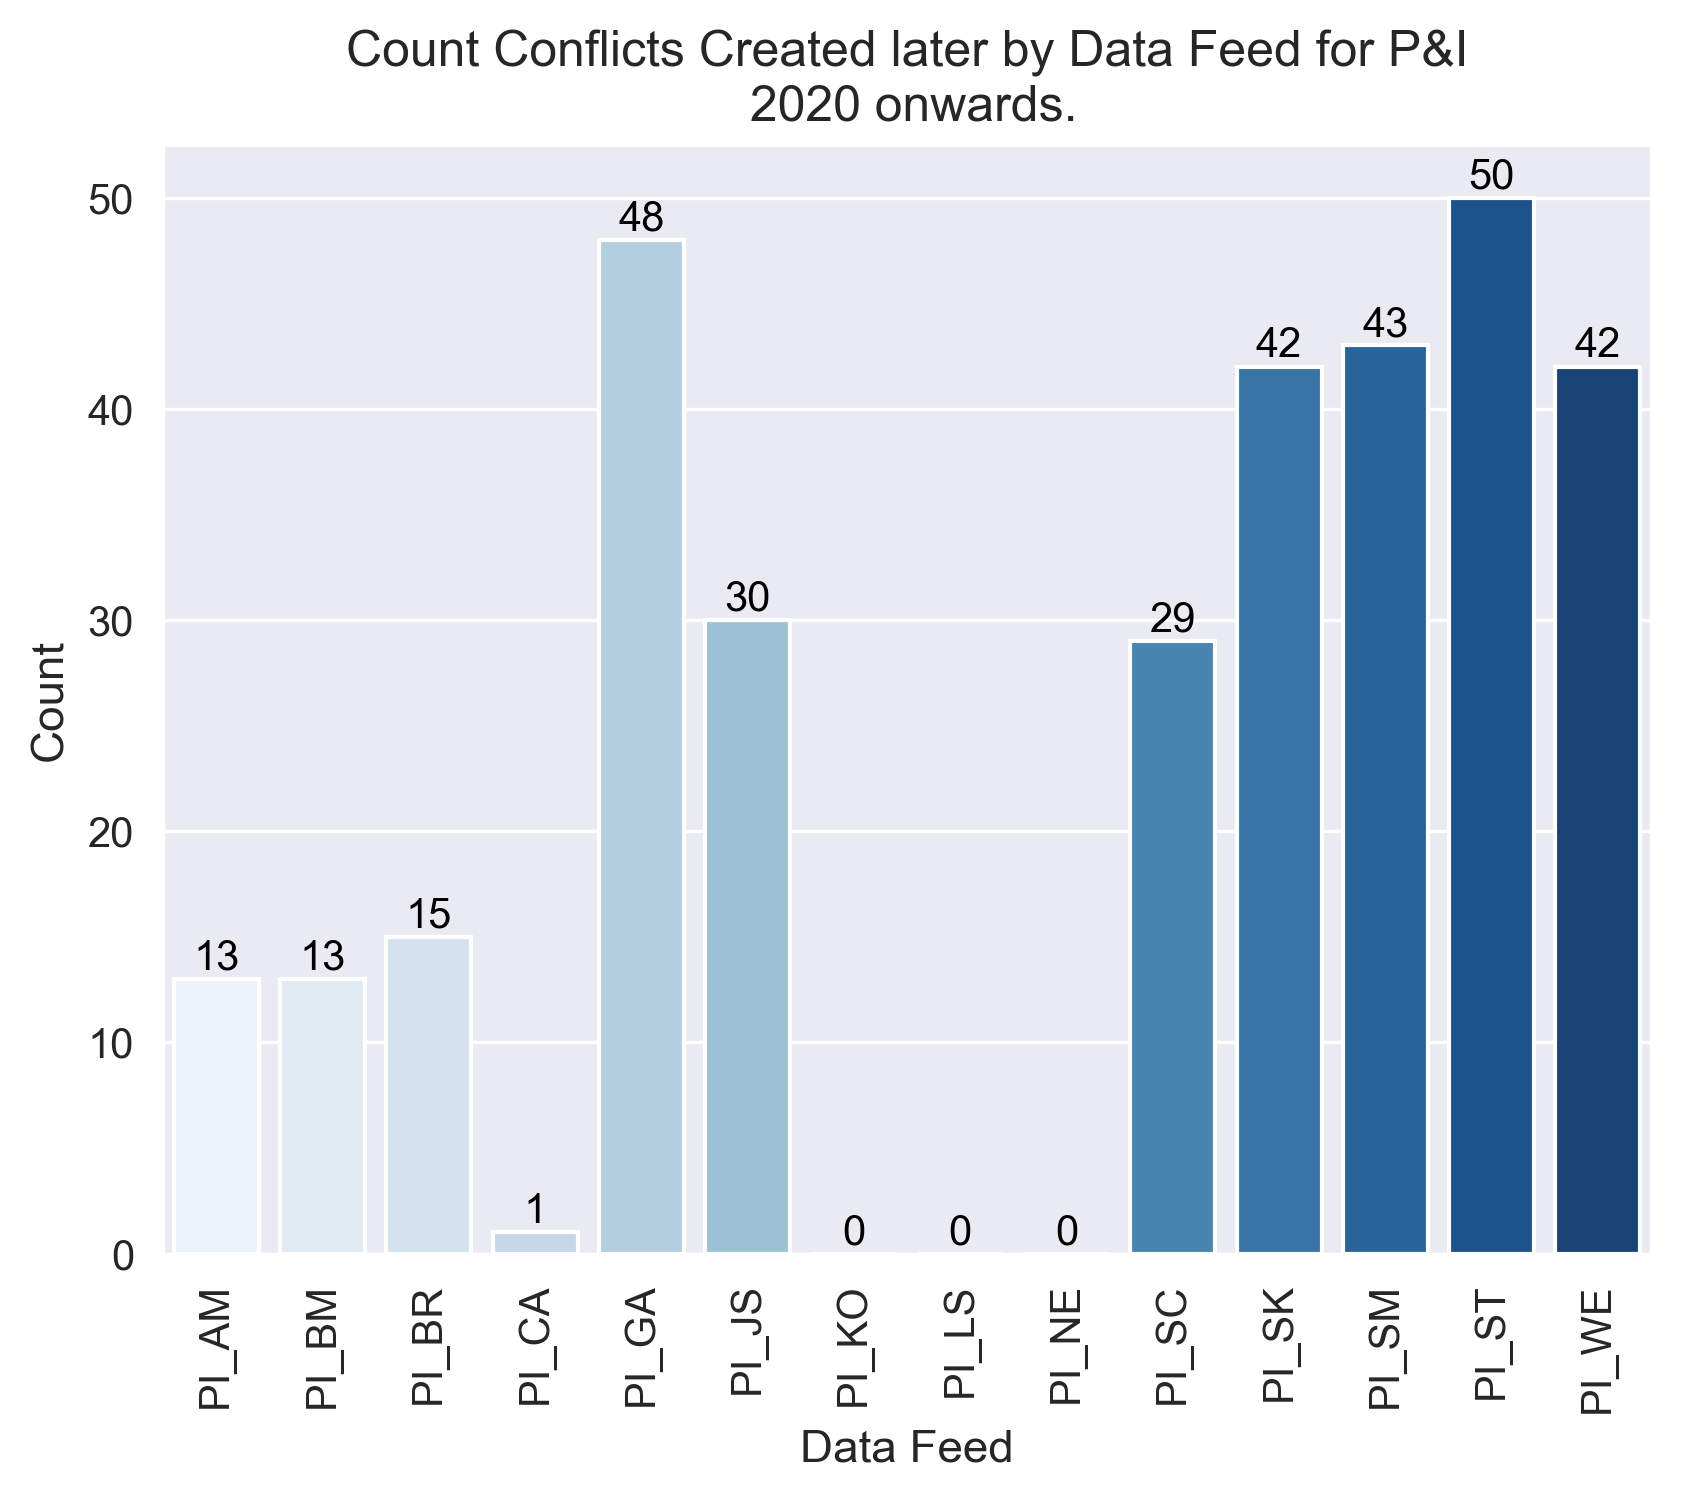 Count Conflicts Created later by Data Feed for P&I
2020 onwards.
50
40
30
20
10
0
Count
13
13
15
1
48
30
0
0
0
29
42
43
50
42
PI_AM
PI_BM
PI_BR
PI_CA
PI_GA
PI_JS
PI_KO
PI_LS
PI_NE
PI_SC
PI_SK
PI_SM
PI_ST
PI_WE
Data Feed